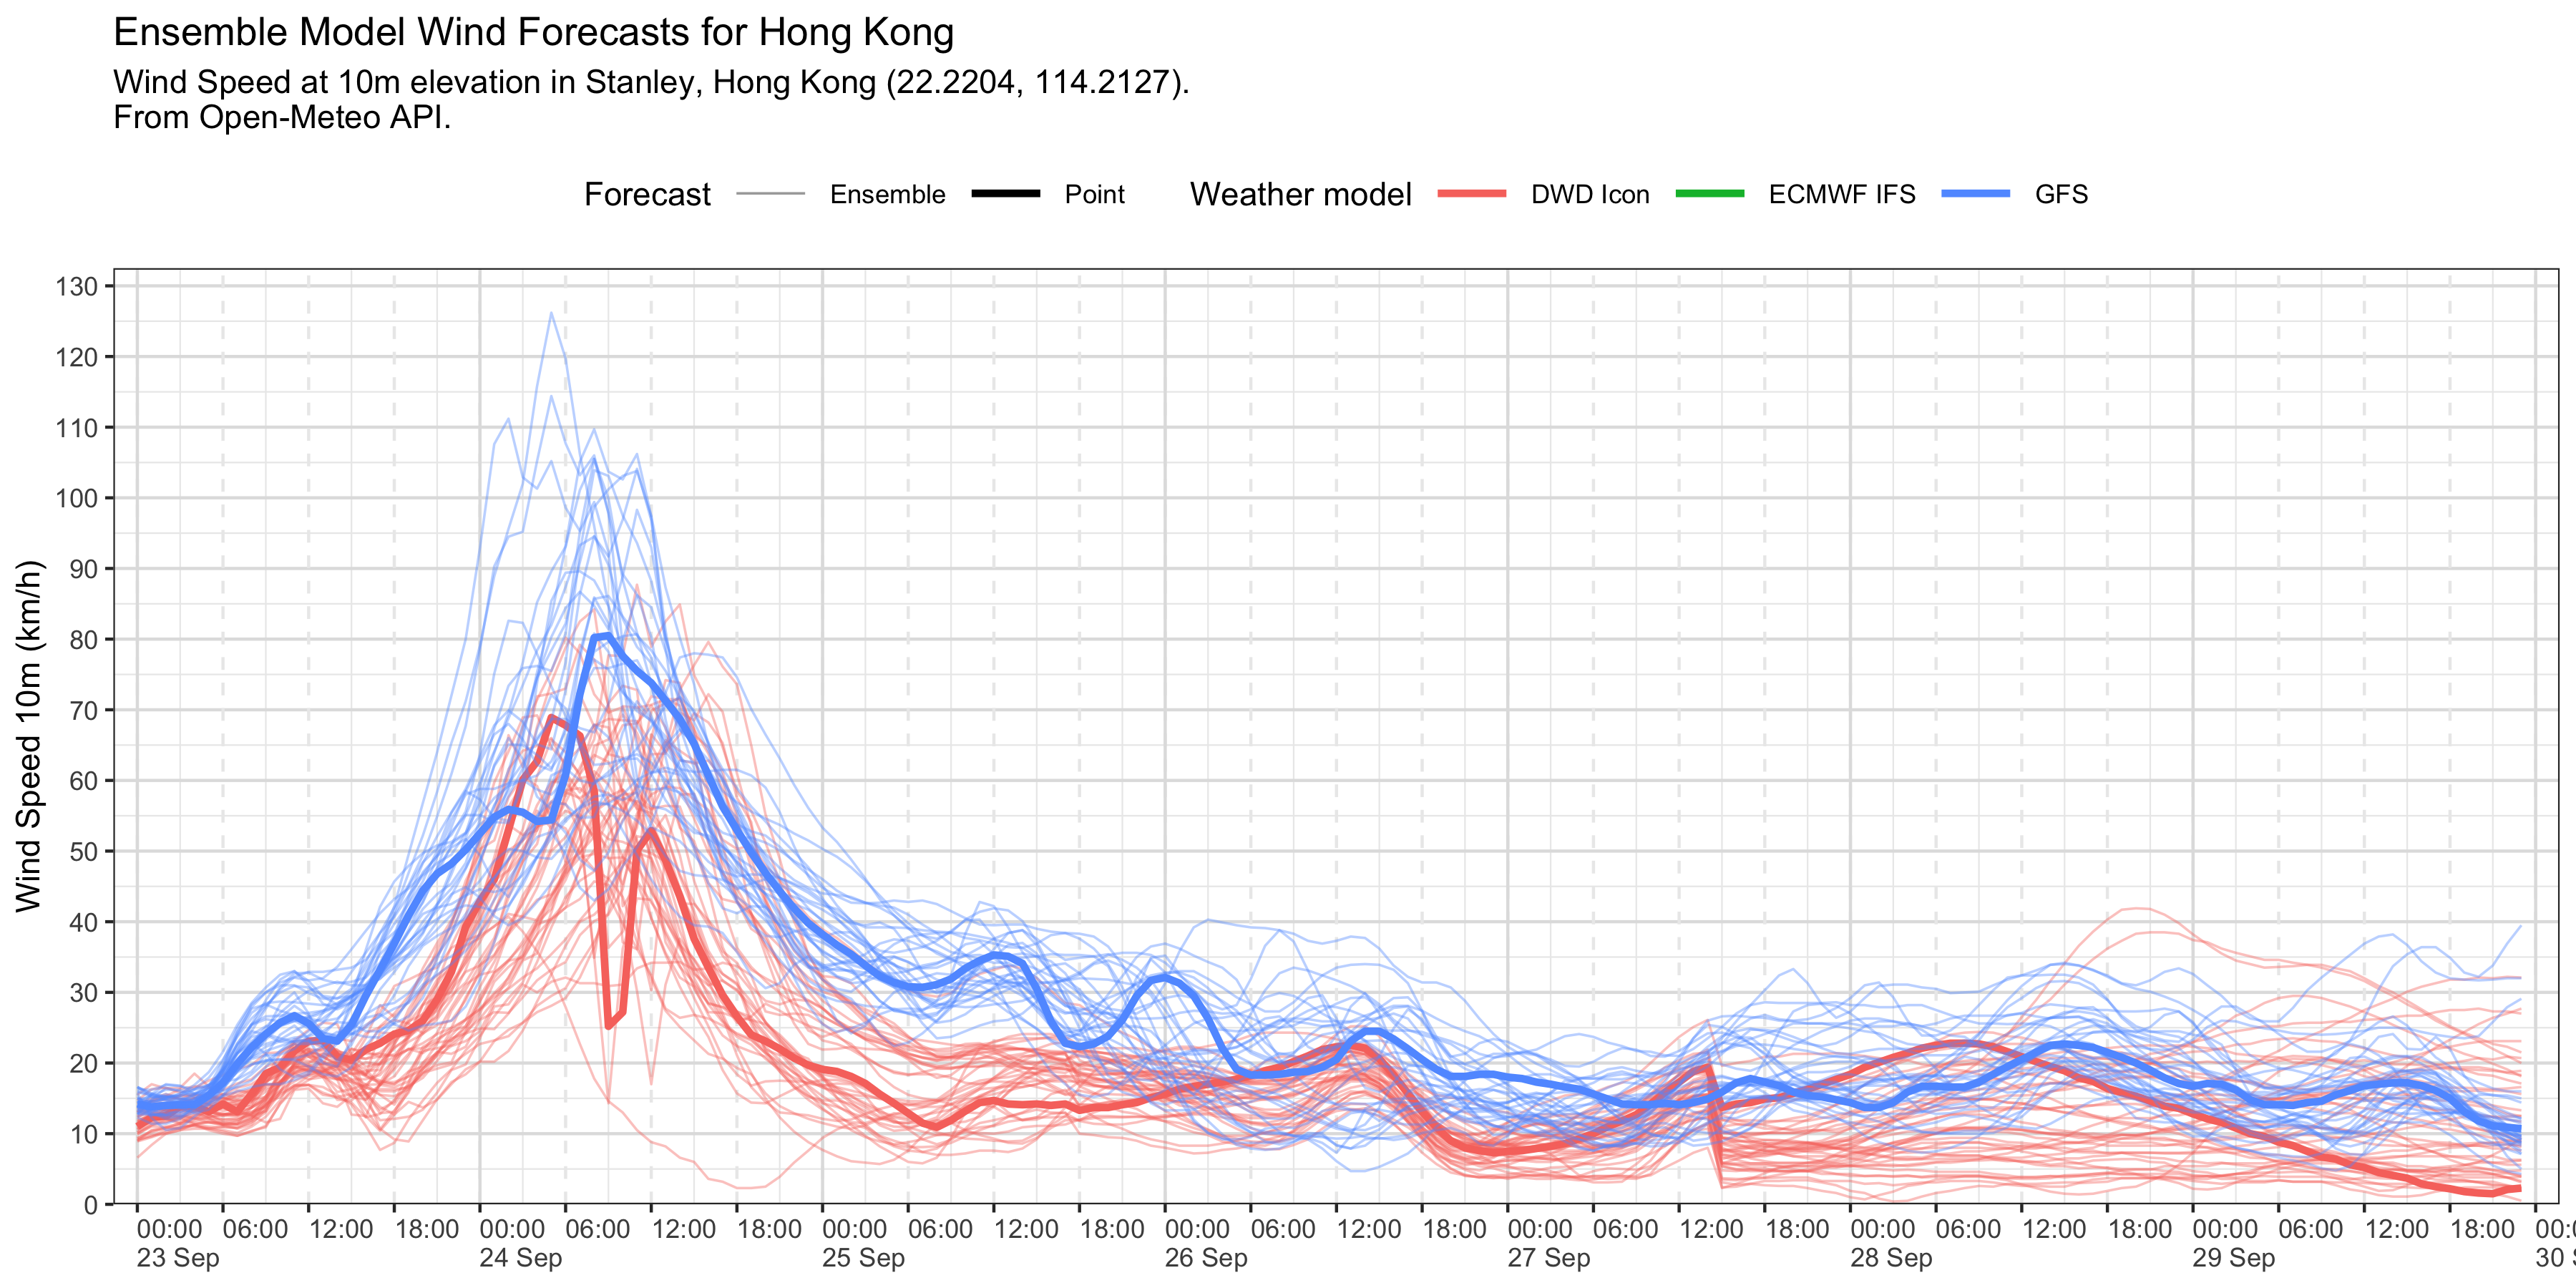 Ensemble Model Wind Forecasts for Hong Kong
Wind Speed at 10m elevation in Stanley, Hong Kong (22.2204, 114.2127).
From Open-Meteo API.
Forecast Ensemble Point Weather model DWD Icon ECMWF IFS GFS
Wind Speed 10m (km/h)
130
120
110
100
90
80
70
60
50
40
30
20
10
0
00:00 06:00 12:00 18:00 00:00 06:00 12:00 18:00 00:00 06:00 12:00 18:00 00:00 06:00 12:00 18:00 00:00 06:00 12:00 18:00 00:00 06:00 12:00 18:00 00:00 06:00 12:00 18:00 00:0
23 Sep 24 Sep 25 Sep 26 Sep 27 Sep 28 Sep 29 Sep 30 S